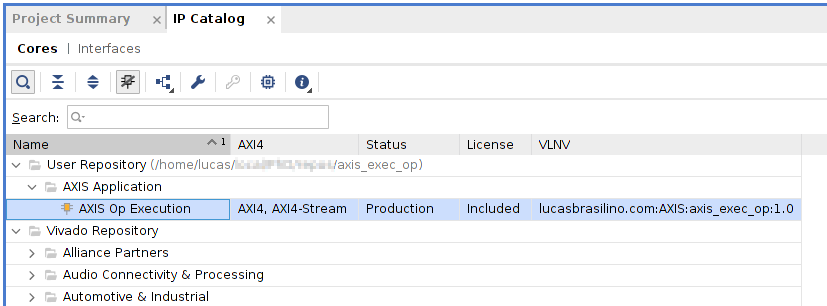 Project Summary × IP Catalog ×
Cores | Interfaces
Search: Q-
Name 1 AXI4 Status License VLNV
User Repository (/home/lucas/ /axis_exec_op)
AXIS Application
AXIS Op Execution AXI4, AXI4-Stream Production Included lucasbrasilino.com:AXIS:axis_exec_op:1.0
Vivado Repository
Alliance Partners
Audio Connectivity & Processing
Automotive & Industrial